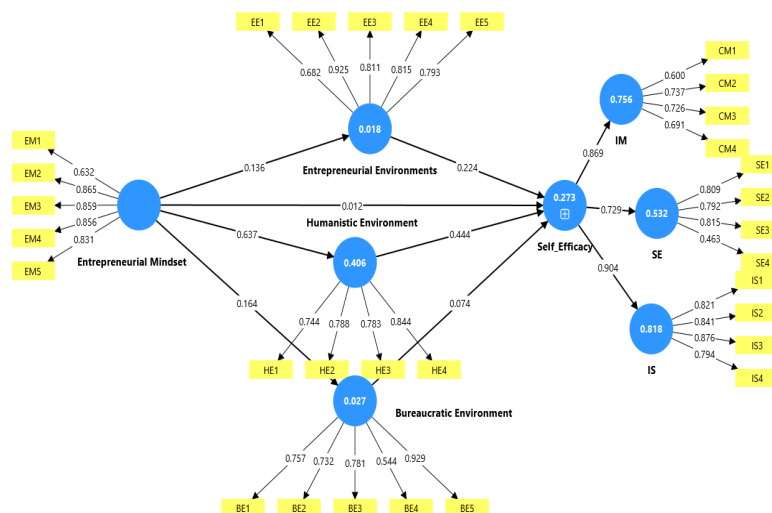 EE1 EE2 EE3 EE4 EE5
0.682 0.925 0.811 0.815 0.793
0.018
Entrepreneurial Environments
EM1
EM2
EM3
EM4
EM5
0.632
0.865
0.859
0.856
0.831
Entrepreneurial Mindset
0.136
0.224
0.012
0.637
0.444
0.164
0.074
Humanistic Environment
0.406
0.744 0.788 0.783 0.844
HE1 HE2 HE3 HE4
0.027
Bureaucratic Environment
0.757 0.732 0.781 0.544 0.929
BE1 BE2 BE3 BE4 BE5
0.273
Self_Efficacy
0.869
0.729
0.904
0.756
IM
0.600
0.737
0.726
0.691
CM1
CM2
CM3
CM4
0.532
SE
0.809
0.792
0.815
0.463
SE1
SE2
SE3
SE4
0.818
IS
0.821
0.841
0.876
0.794
IS1
IS2
IS3
IS4